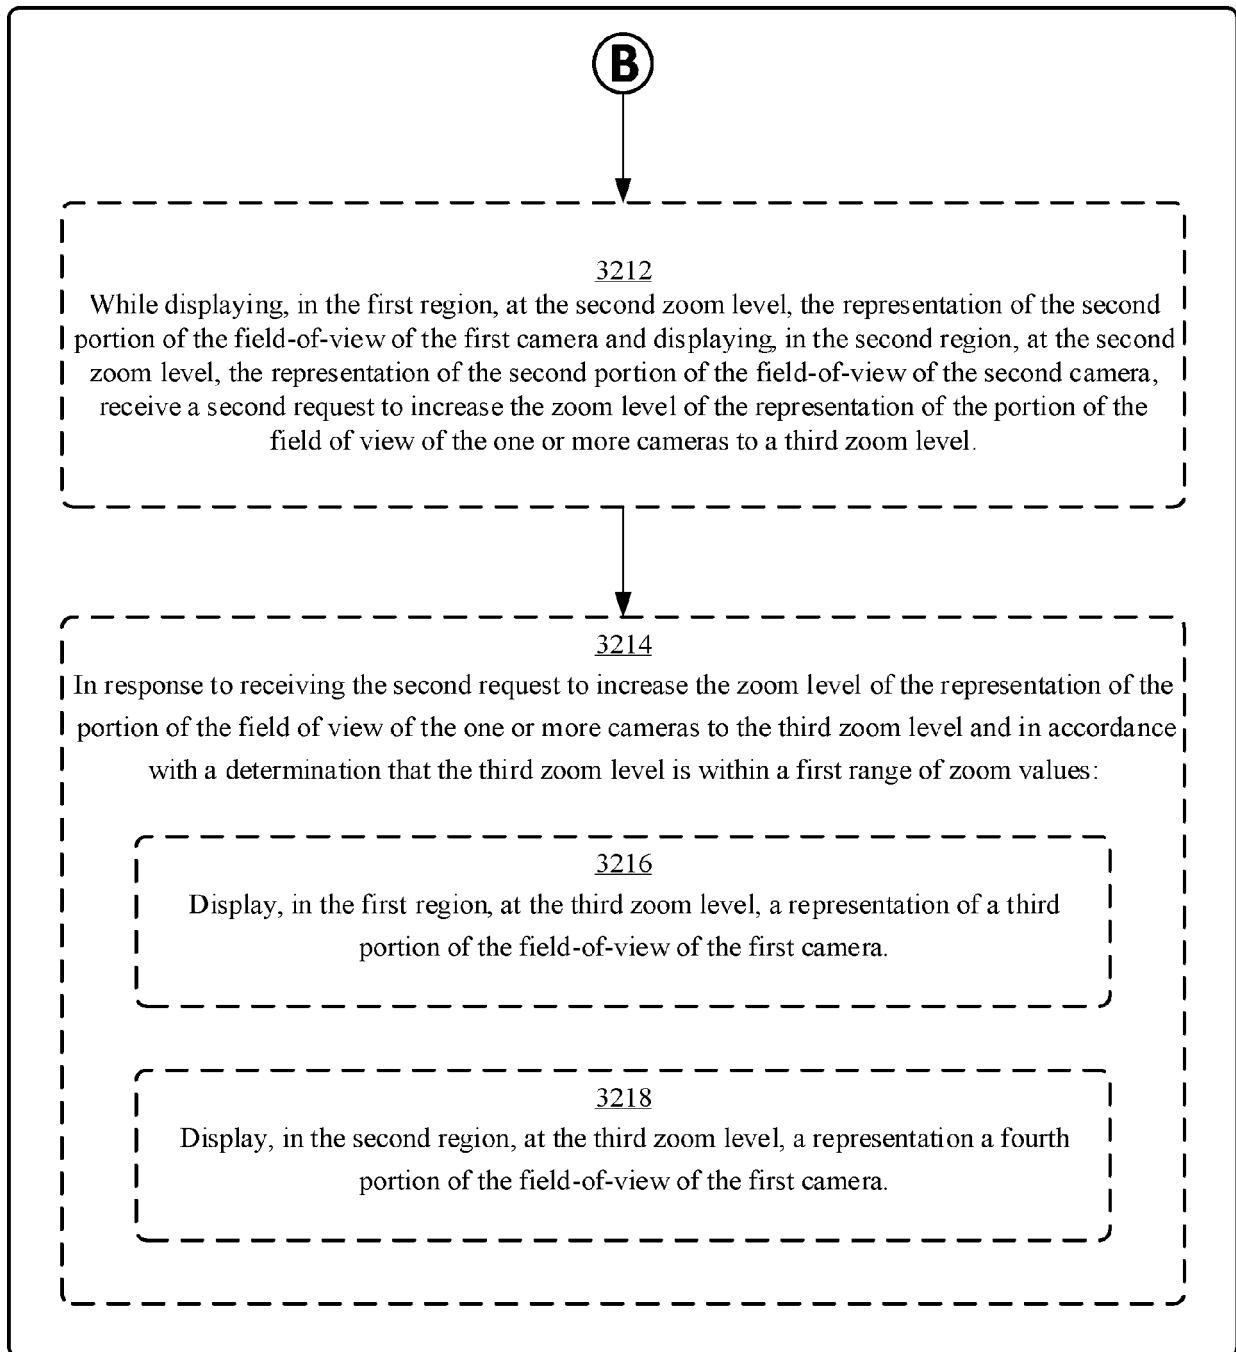 B
3212
While displaying, in the first region, at the second zoom level, the representation of the second
portion of the field-of-view of the first camera and displaying, in the second region, at the second
zoom level, the representation of the second portion of the field-of-view of the second camera,
receive a second request to increase the zoom level of the representation of the portion of the
field of view of the one or more cameras to a third zoom level.
3214
In response to receiving the second request to increase the zoom level of the representation of the
portion of the field of view of the one or more cameras to the third zoom level and in accordance
with a determination that the third zoom level is within a first range of zoom values:
3216
Display, in the first region, at the third zoom level, a representation of a third
portion of the field-of-view of the first camera.
3218
Display, in the second region, at the third zoom level, a representation a fourth
portion of the field-of-view of the first camera.